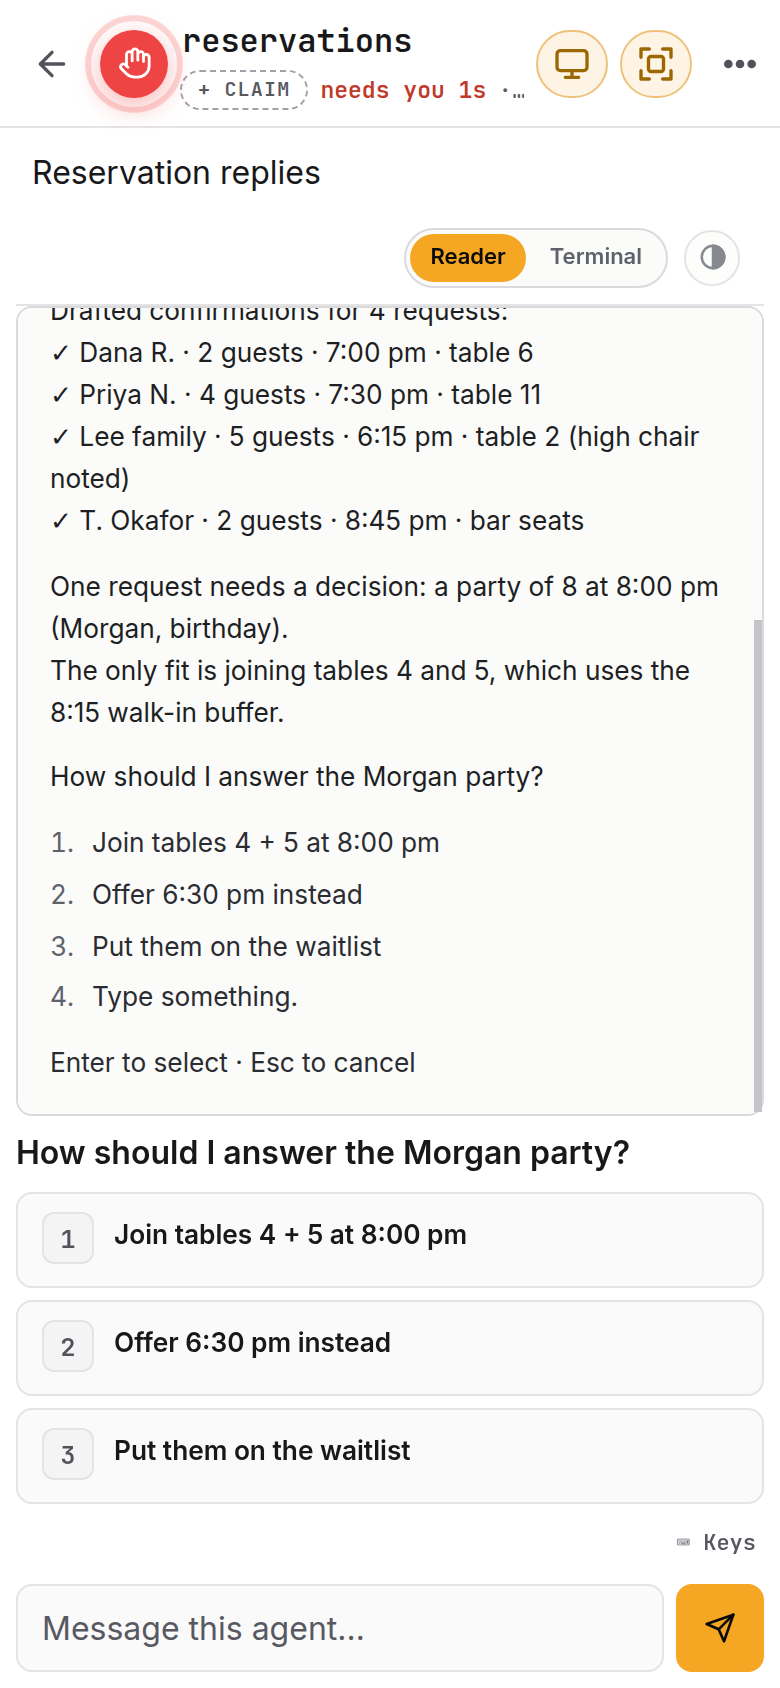 reservations
+ CLAIM needs you 1s ·…
Reservation replies
Reader Terminal
Drafted confirmations for 4 requests:
✓ Dana R. · 2 guests · 7:00 pm · table 6
✓ Priya N. · 4 guests · 7:30 pm · table 11
✓ Lee family · 5 guests · 6:15 pm · table 2 (high chair
noted)
✓ T. Okafor · 2 guests · 8:45 pm · bar seats
One request needs a decision: a party of 8 at 8:00 pm
(Morgan, birthday).
The only fit is joining tables 4 and 5, which uses the
8:15 walk-in buffer.
How should I answer the Morgan party?
1. Join tables 4 + 5 at 8:00 pm
2. Offer 6:30 pm instead
3. Put them on the waitlist
4. Type something.
Enter to select · Esc to cancel
How should I answer the Morgan party?
1 Join tables 4 + 5 at 8:00 pm
2 Offer 6:30 pm instead
3 Put them on the waitlist
Keys
Message this agent...